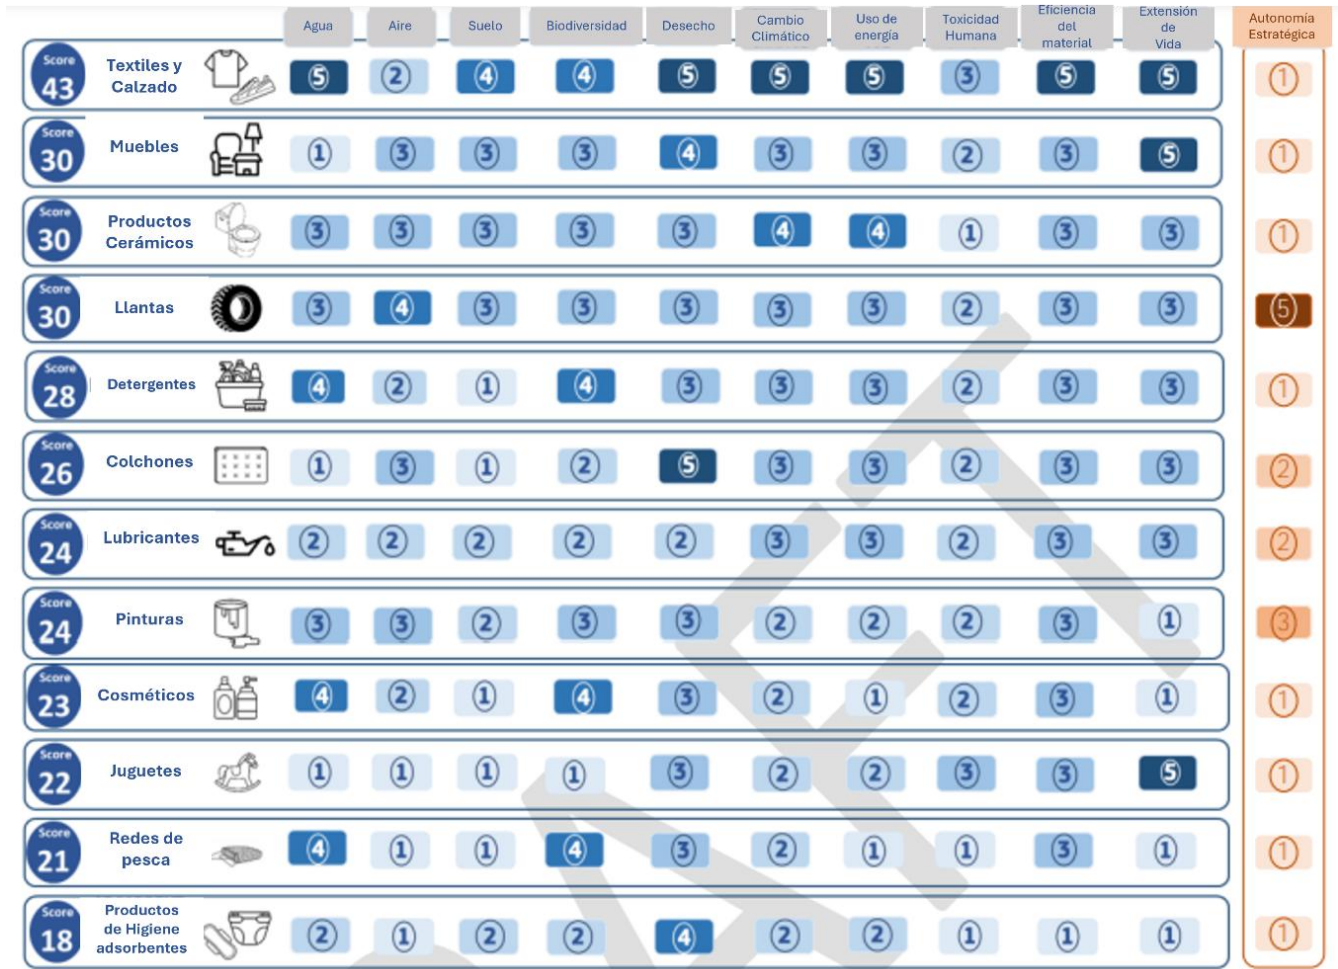 Agua Aire Suelo Biodiversidad Desecho Cambio Climático Uso de energía Toxicidad Humana Eficiencia del material Extensión de Vida Autonomía Estratégica
Score 43 Textiles y Calzado 5 2 4 4 5 5 5 3 5 5 1
Score 30 Muebles 1 3 3 3 4 3 3 2 3 5 1
Score 30 Productos Cerámicos 3 3 3 3 3 4 4 1 3 3 1
Score 30 Llantas 3 4 3 3 3 3 3 2 3 3 5
Score 28 Detergentes 4 2 1 4 3 3 3 2 3 3 1
Score 26 Colchones 1 3 1 2 5 3 3 2 3 3 2
Score 24 Lubricantes 2 2 2 2 2 3 3 2 3 3 2
Score 24 Pinturas 3 3 2 3 3 2 2 2 3 1 3
Score 23 Cosméticos 4 2 1 4 3 2 1 2 3 1 1
Score 22 Juguetes 1 1 1 1 3 2 2 3 3 5 1
Score 21 Redes de pesca 4 1 1 4 3 2 1 1 3 1 1
Score 18 Productos de Higiene adsorbentes 2 1 2 2 4 2 2 1 1 1 1